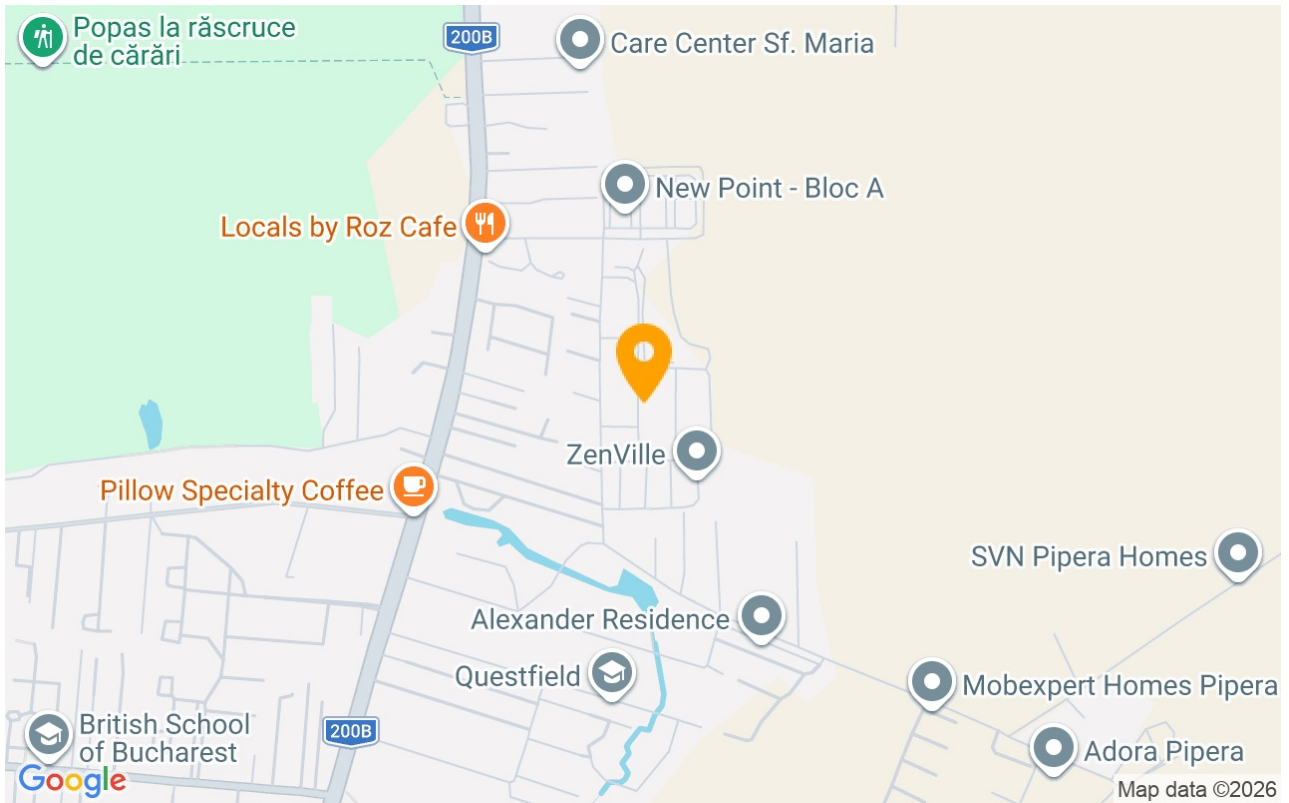 Popas la răscruce
de cărări
200B
Care Center Sf. Maria
New Point - Bloc A
Locals by Roz Cafe
ZenVille
Pillow Specialty Coffee
SVN Pipera Homes
Alexander Residence
Questfield
Mobexpert Homes Pipera
British School
of Bucharest
200B
Adora Pipera
Google
Map data ©2026